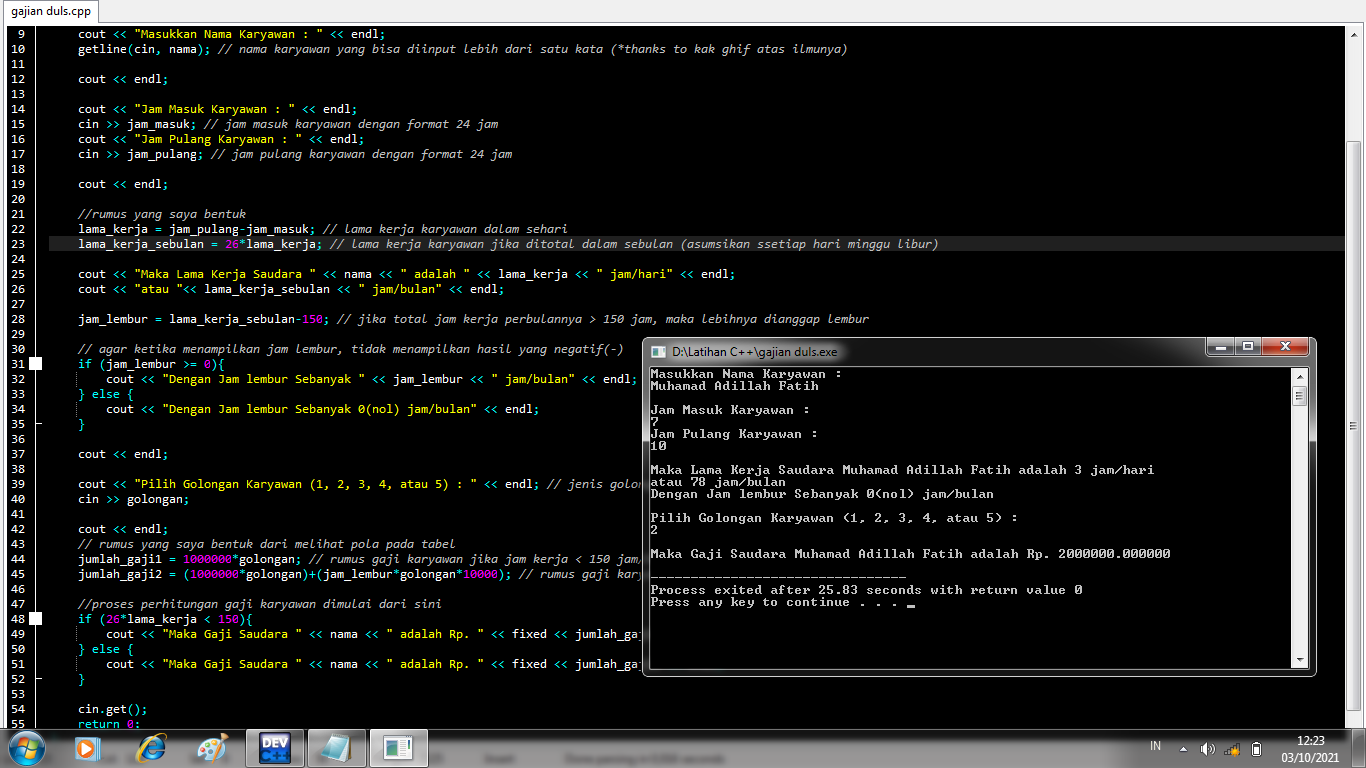 gajian duls.cpp
9 cout << "Masukkan Nama Karyawan : " << endl;
10 getline(cin, nama); // nama karyawan yang bisa diinput lebih dari satu kata (*thanks to kak ghif atas ilmunya)
11
12 cout << endl;
13
14 cout << "Jam Masuk Karyawan : " << endl;
15 cin >> jam_masuk; // jam masuk karyawan dengan format 24 jam
16 cout << "Jam Pulang Karyawan : " << endl;
17 cin >> jam_pulang; // jam pulang karyawan dengan format 24 jam
18
19 cout << endl;
20
21 //rumus yang saya bentuk
22 lama_kerja = jam_pulang-jam_masuk; // lama kerja karyawan dalam sehari
23 lama_kerja_sebulan = 26*lama_kerja; // lama kerja karyawan jika ditotal dalam sebulan (asumsikan ssetiap hari minggu libur)
24
25 cout << "Maka Lama Kerja Saudara " << nama << " adalah " << lama_kerja << " jam/hari" << endl;
26 cout << "atau "<< lama_kerja_sebulan << " jam/bulan" << endl;
27
28 jam_lembur = lama_kerja_sebulan-150; // jika total jam kerja perbulannya > 150 jam, maka lebihnya dianggap lembur
29
30 // agar ketika menampilkan jam lembur, tidak menampilkan hasil yang negatif(-)
31 if (jam_lembur >= 0){
32 cout << "Dengan Jam lembur Sebanyak " << jam_lembur << " jam/bulan" << endl;
33 } else {
34 cout << "Dengan Jam lembur Sebanyak 0(nol) jam/bulan" << endl;
35 }
36
37 cout << endl;
38
39 cout << "Pilih Golongan Karyawan (1, 2, 3, 4, atau 5) : " << endl; // jenis golon
40 cin >> golongan;
41
42 cout << endl;
43 // rumus yang saya bentuk dari melihat pola pada tabel
44 jumlah_gaji1 = 1000000*golongan; // rumus gaji karyawan jika jam kerja < 150 jam/
45 jumlah_gaji2 = (1000000*golongan)+(jam_lembur*golongan*10000); // rumus gaji kary
46
47 //proses perhitungan gaji karyawan dimulai dari sini
48 if (26*lama_kerja < 150){
49 cout << "Maka Gaji Saudara " << nama << " adalah Rp. " << fixed << jumlah_gaj
50 } else {
51 cout << "Maka Gaji Saudara " << nama << " adalah Rp. " << fixed << jumlah_gaj
52 }
53
54 cin.get();
55 return 0;
D:\Latihan C++\gajian duls.exe
Masukkan Nama Karyawan :
Muhamad Adillah Fatih
Jam Masuk Karyawan :
7
Jam Pulang Karyawan :
10
Maka Lama Kerja Saudara Muhamad Adillah Fatih adalah 3 jam/hari
atau 78 jam/bulan
Dengan Jam lembur Sebanyak 0(nol) jam/bulan
Pilih Golongan Karyawan (1, 2, 3, 4, atau 5) :
2
Maka Gaji Saudara Muhamad Adillah Fatih adalah Rp. 2000000.000000
--------------------------------
Process exited after 25.83 seconds with return value 0
Press any key to continue . . . _
DEV C++
IN
12:23
03/10/2021